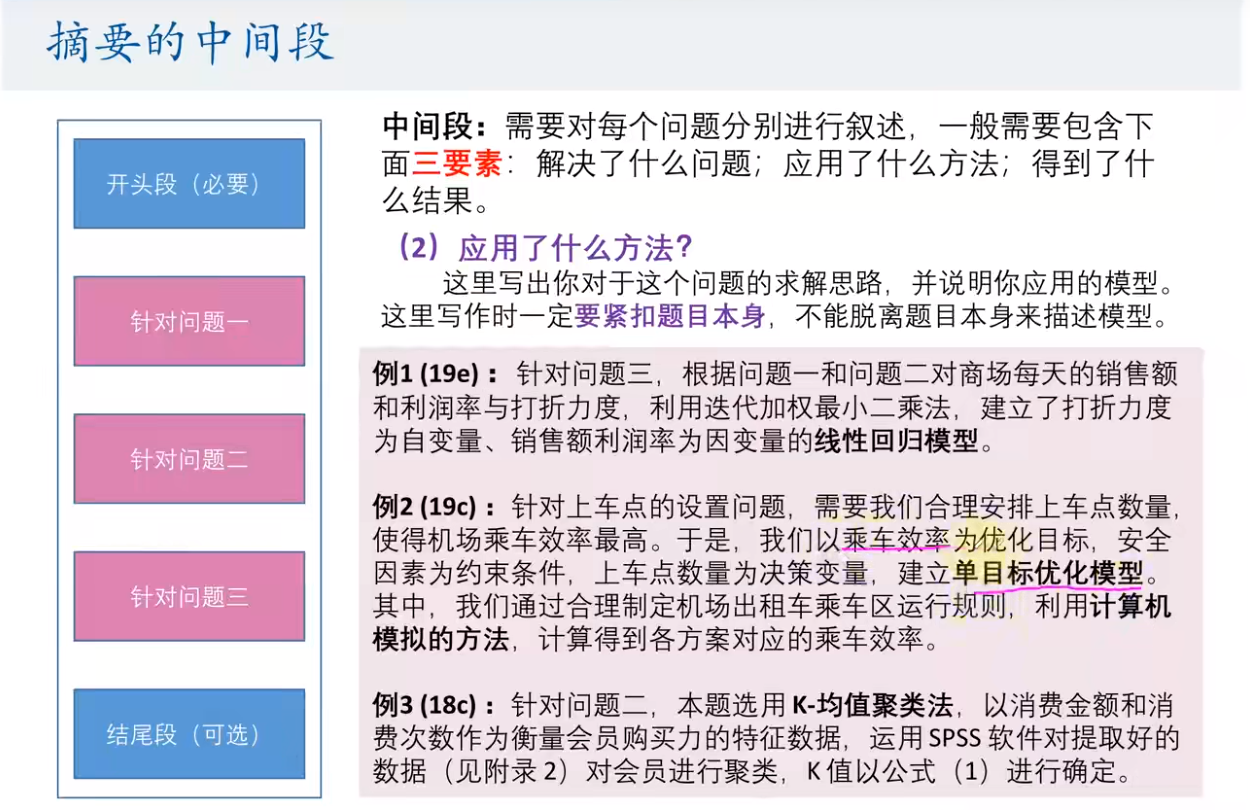 摘要的中间段
开头段（必要）
针对问题一
针对问题二
针对问题三
结尾段（可选）
中间段：需要对每个问题分别进行叙述，一般需要包含下
面三要素：解决了什么问题；应用了什么方法；得到了什
么结果。
（2）应用了什么方法？
这里写出你对于这个问题的求解思路，并说明你应用的模型。
这里写作时一定要紧扣题目本身，不能脱离题目本身来描述模型。
例1 (19e)：针对问题三，根据问题一和问题二对商场每天的销售额
和利润率与打折力度，利用迭代加权最小二乘法，建立了打折力度
为自变量、销售额利润率为因变量的线性回归模型。
例2 (19c)：针对上车点的设置问题，需要我们合理安排上车点数量，
使得机场乘车效率最高。于是，我们以乘车效率为优化目标，安全
因素为约束条件，上车点数量为决策变量，建立单目标优化模型。
其中，我们通过合理制定机场出租车乘车区运行规则，利用计算机
模拟的方法，计算得到各方案对应的乘车效率。
例3 (18c)：针对问题二，本题选用 K-均值聚类法，以消费金额和消
费次数作为衡量会员购买力的特征数据，运用 SPSS 软件对提取好的
数据（见附录 2）对会员进行聚类，K 值以公式（1）进行确定。